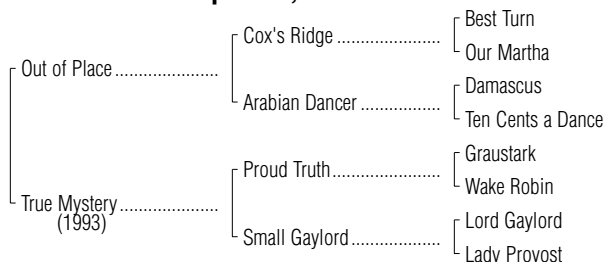 Best Turn
Cox's Ridge
Our Martha
Out of Place
Damascus
Arabian Dancer
Ten Cents a Dance
Graustark
Proud Truth
Wake Robin
True Mystery
(1993)
Lord Gaylord
Small Gaylord
Lady Provost